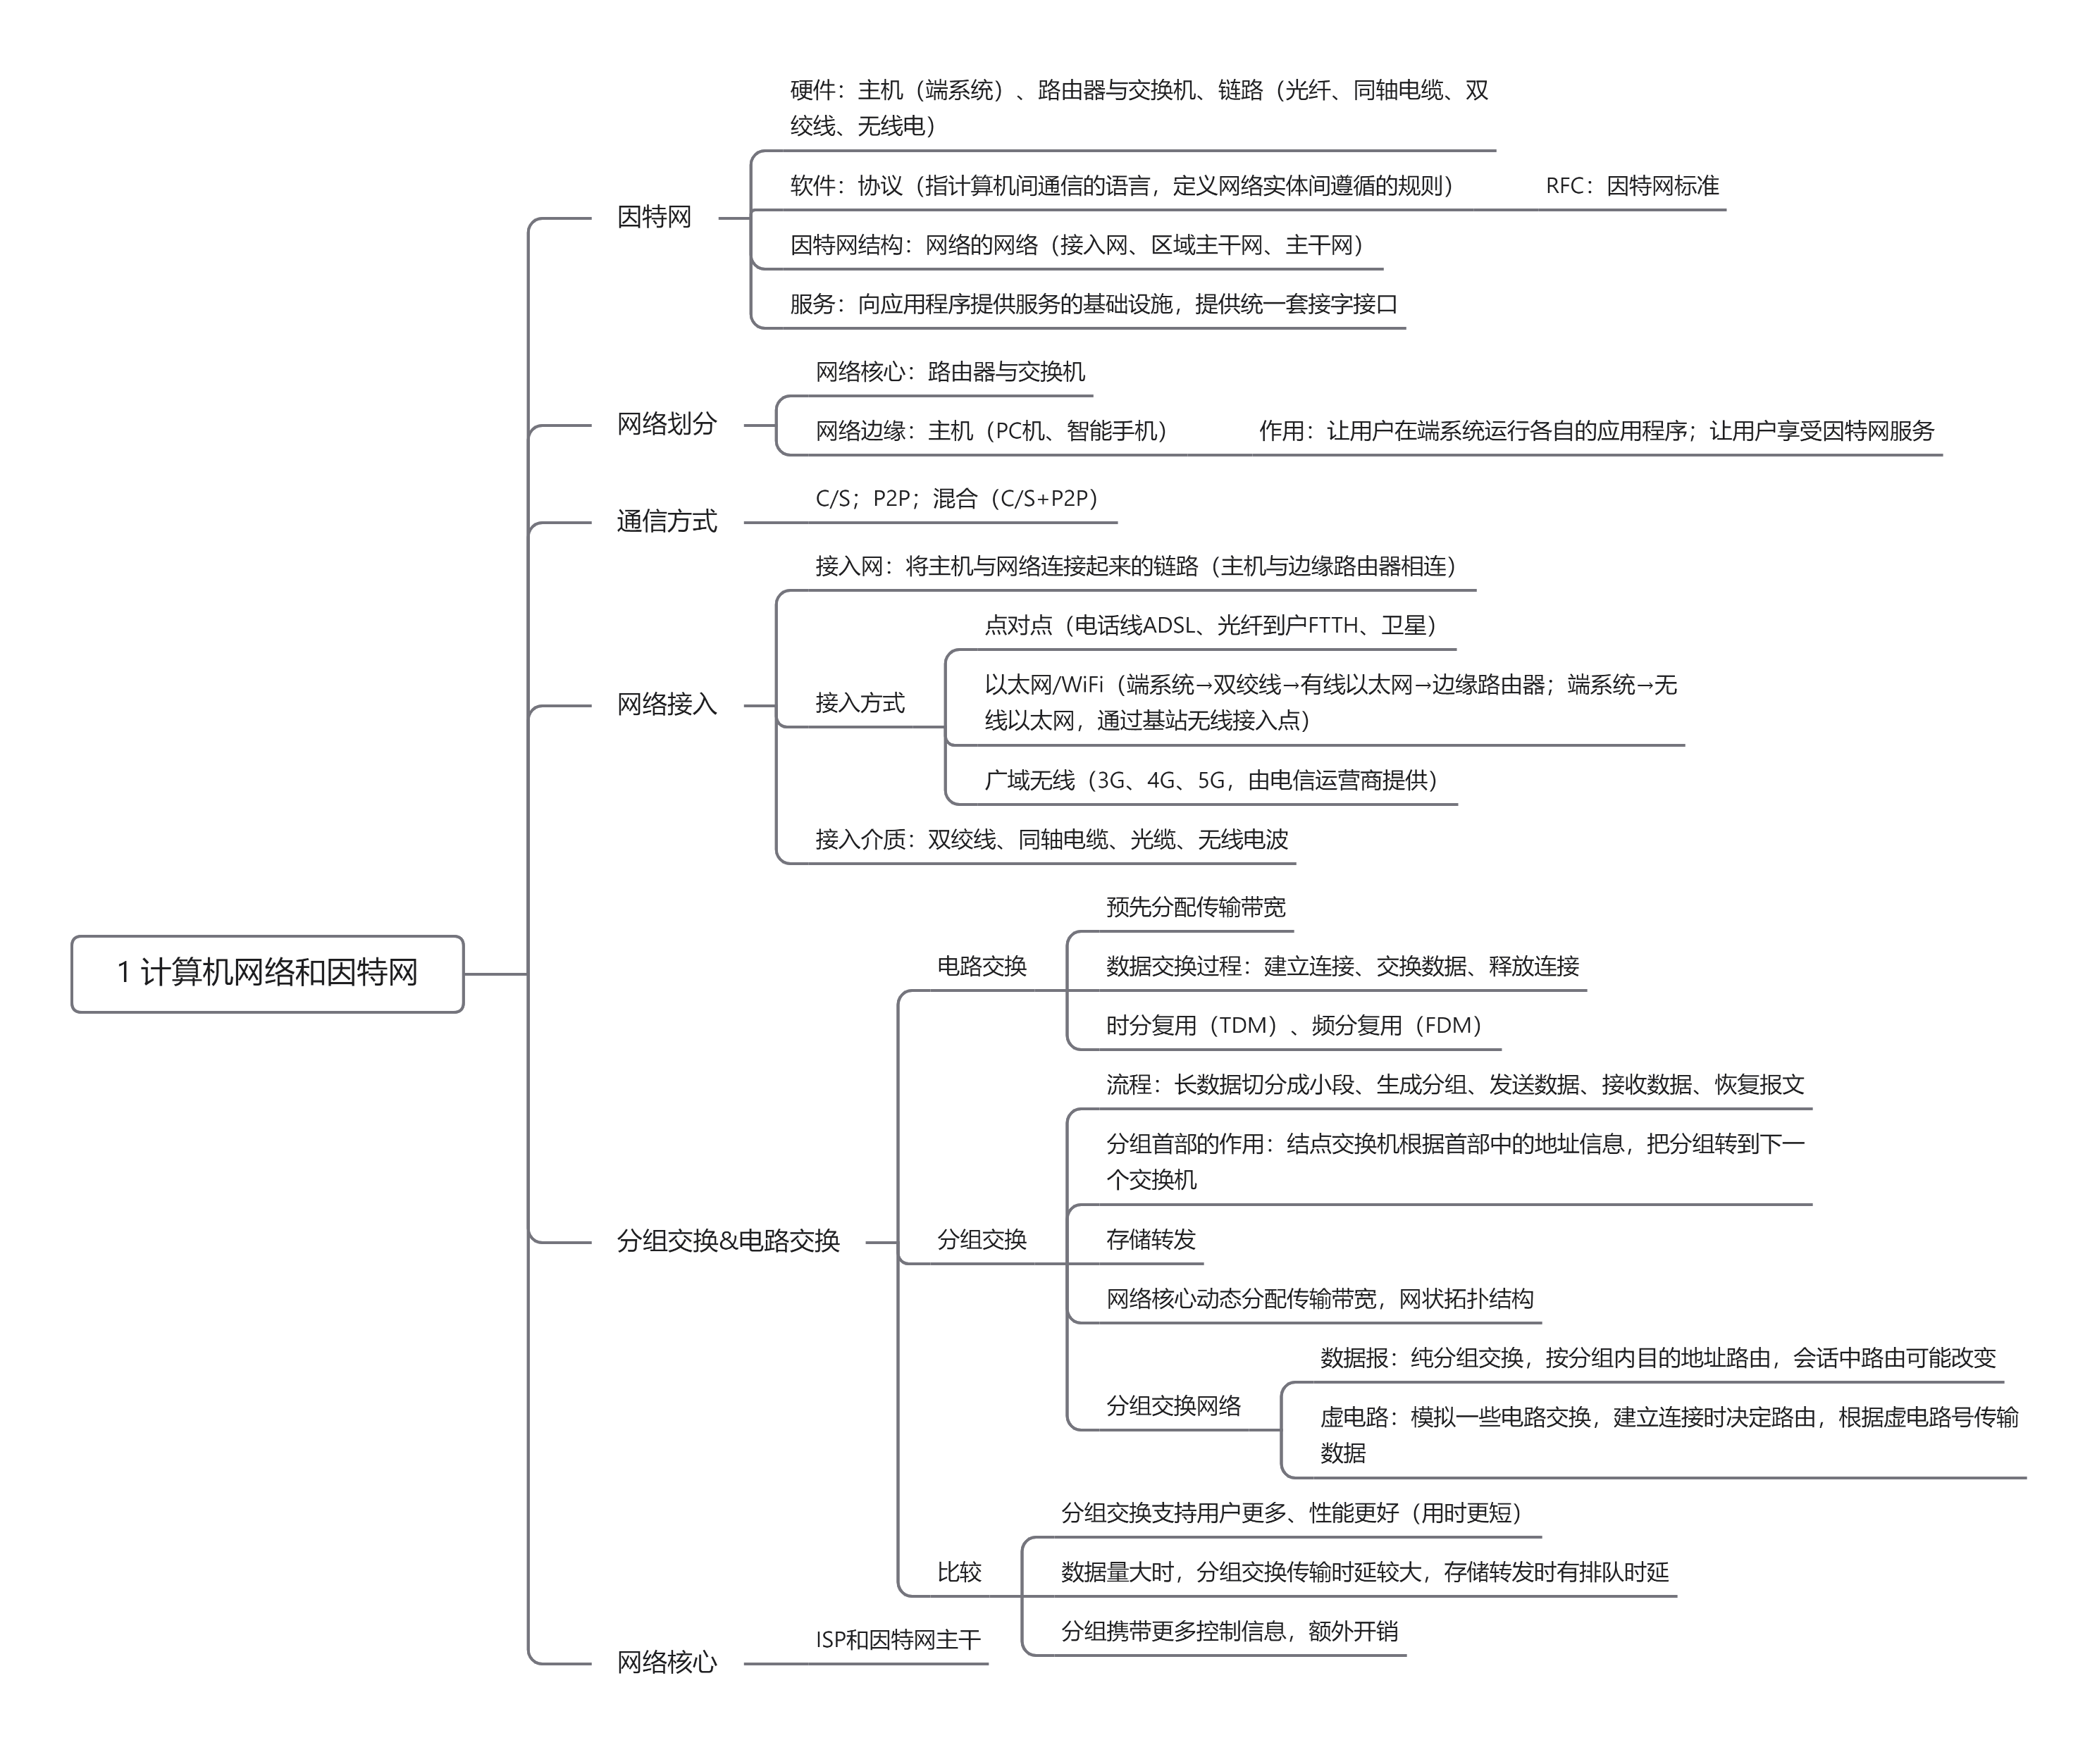 1 计算机网络和因特网
因特网
硬件：主机（端系统）、路由器与交换机、链路（光纤、同轴电缆、双
绞线、无线电）
软件：协议（指计算机间通信的语言，定义网络实体间遵循的规则）
RFC：因特网标准
因特网结构：网络的网络（接入网、区域主干网、主干网）
服务：向应用程序提供服务的基础设施，提供统一套接字接口
网络划分
网络核心：路由器与交换机
网络边缘：主机（PC机、智能手机）
作用：让用户在端系统运行各自的应用程序；让用户享受因特网服务
通信方式
C/S；P2P；混合（C/S+P2P）
网络接入
接入网：将主机与网络连接起来的链路（主机与边缘路由器相连）
接入方式
点对点（电话线ADSL、光纤到户FTTH、卫星）
以太网/WiFi（端系统→双绞线→有线以太网→边缘路由器；端系统→无
线以太网，通过基站无线接入点）
广域无线（3G、4G、5G，由电信运营商提供）
接入介质：双绞线、同轴电缆、光缆、无线电波
分组交换&电路交换
电路交换
预先分配传输带宽
数据交换过程：建立连接、交换数据、释放连接
时分复用（TDM）、频分复用（FDM）
分组交换
流程：长数据切分成小段、生成分组、发送数据、接收数据、恢复报文
分组首部的作用：结点交换机根据首部中的地址信息，把分组转到下一
个交换机
存储转发
网络核心动态分配传输带宽，网状拓扑结构
分组交换网络
数据报：纯分组交换，按分组内目的地址路由，会话中路由可能改变
虚电路：模拟一些电路交换，建立连接时决定路由，根据虚电路号传输
数据
比较
分组交换支持用户更多、性能更好（用时更短）
数据量大时，分组交换传输时延较大，存储转发时有排队时延
分组携带更多控制信息，额外开销
网络核心
ISP和因特网主干